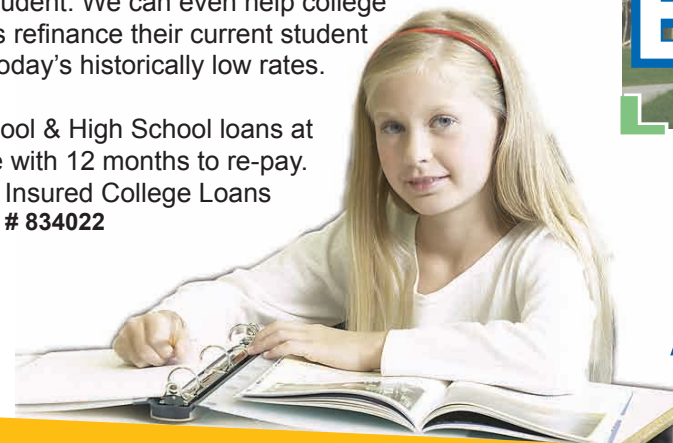 udent. We can even help college
s refinance their current student
oday's historically low rates.
ool & High School loans at
e with 12 months to re-pay.
Insured College Loans
# 834022